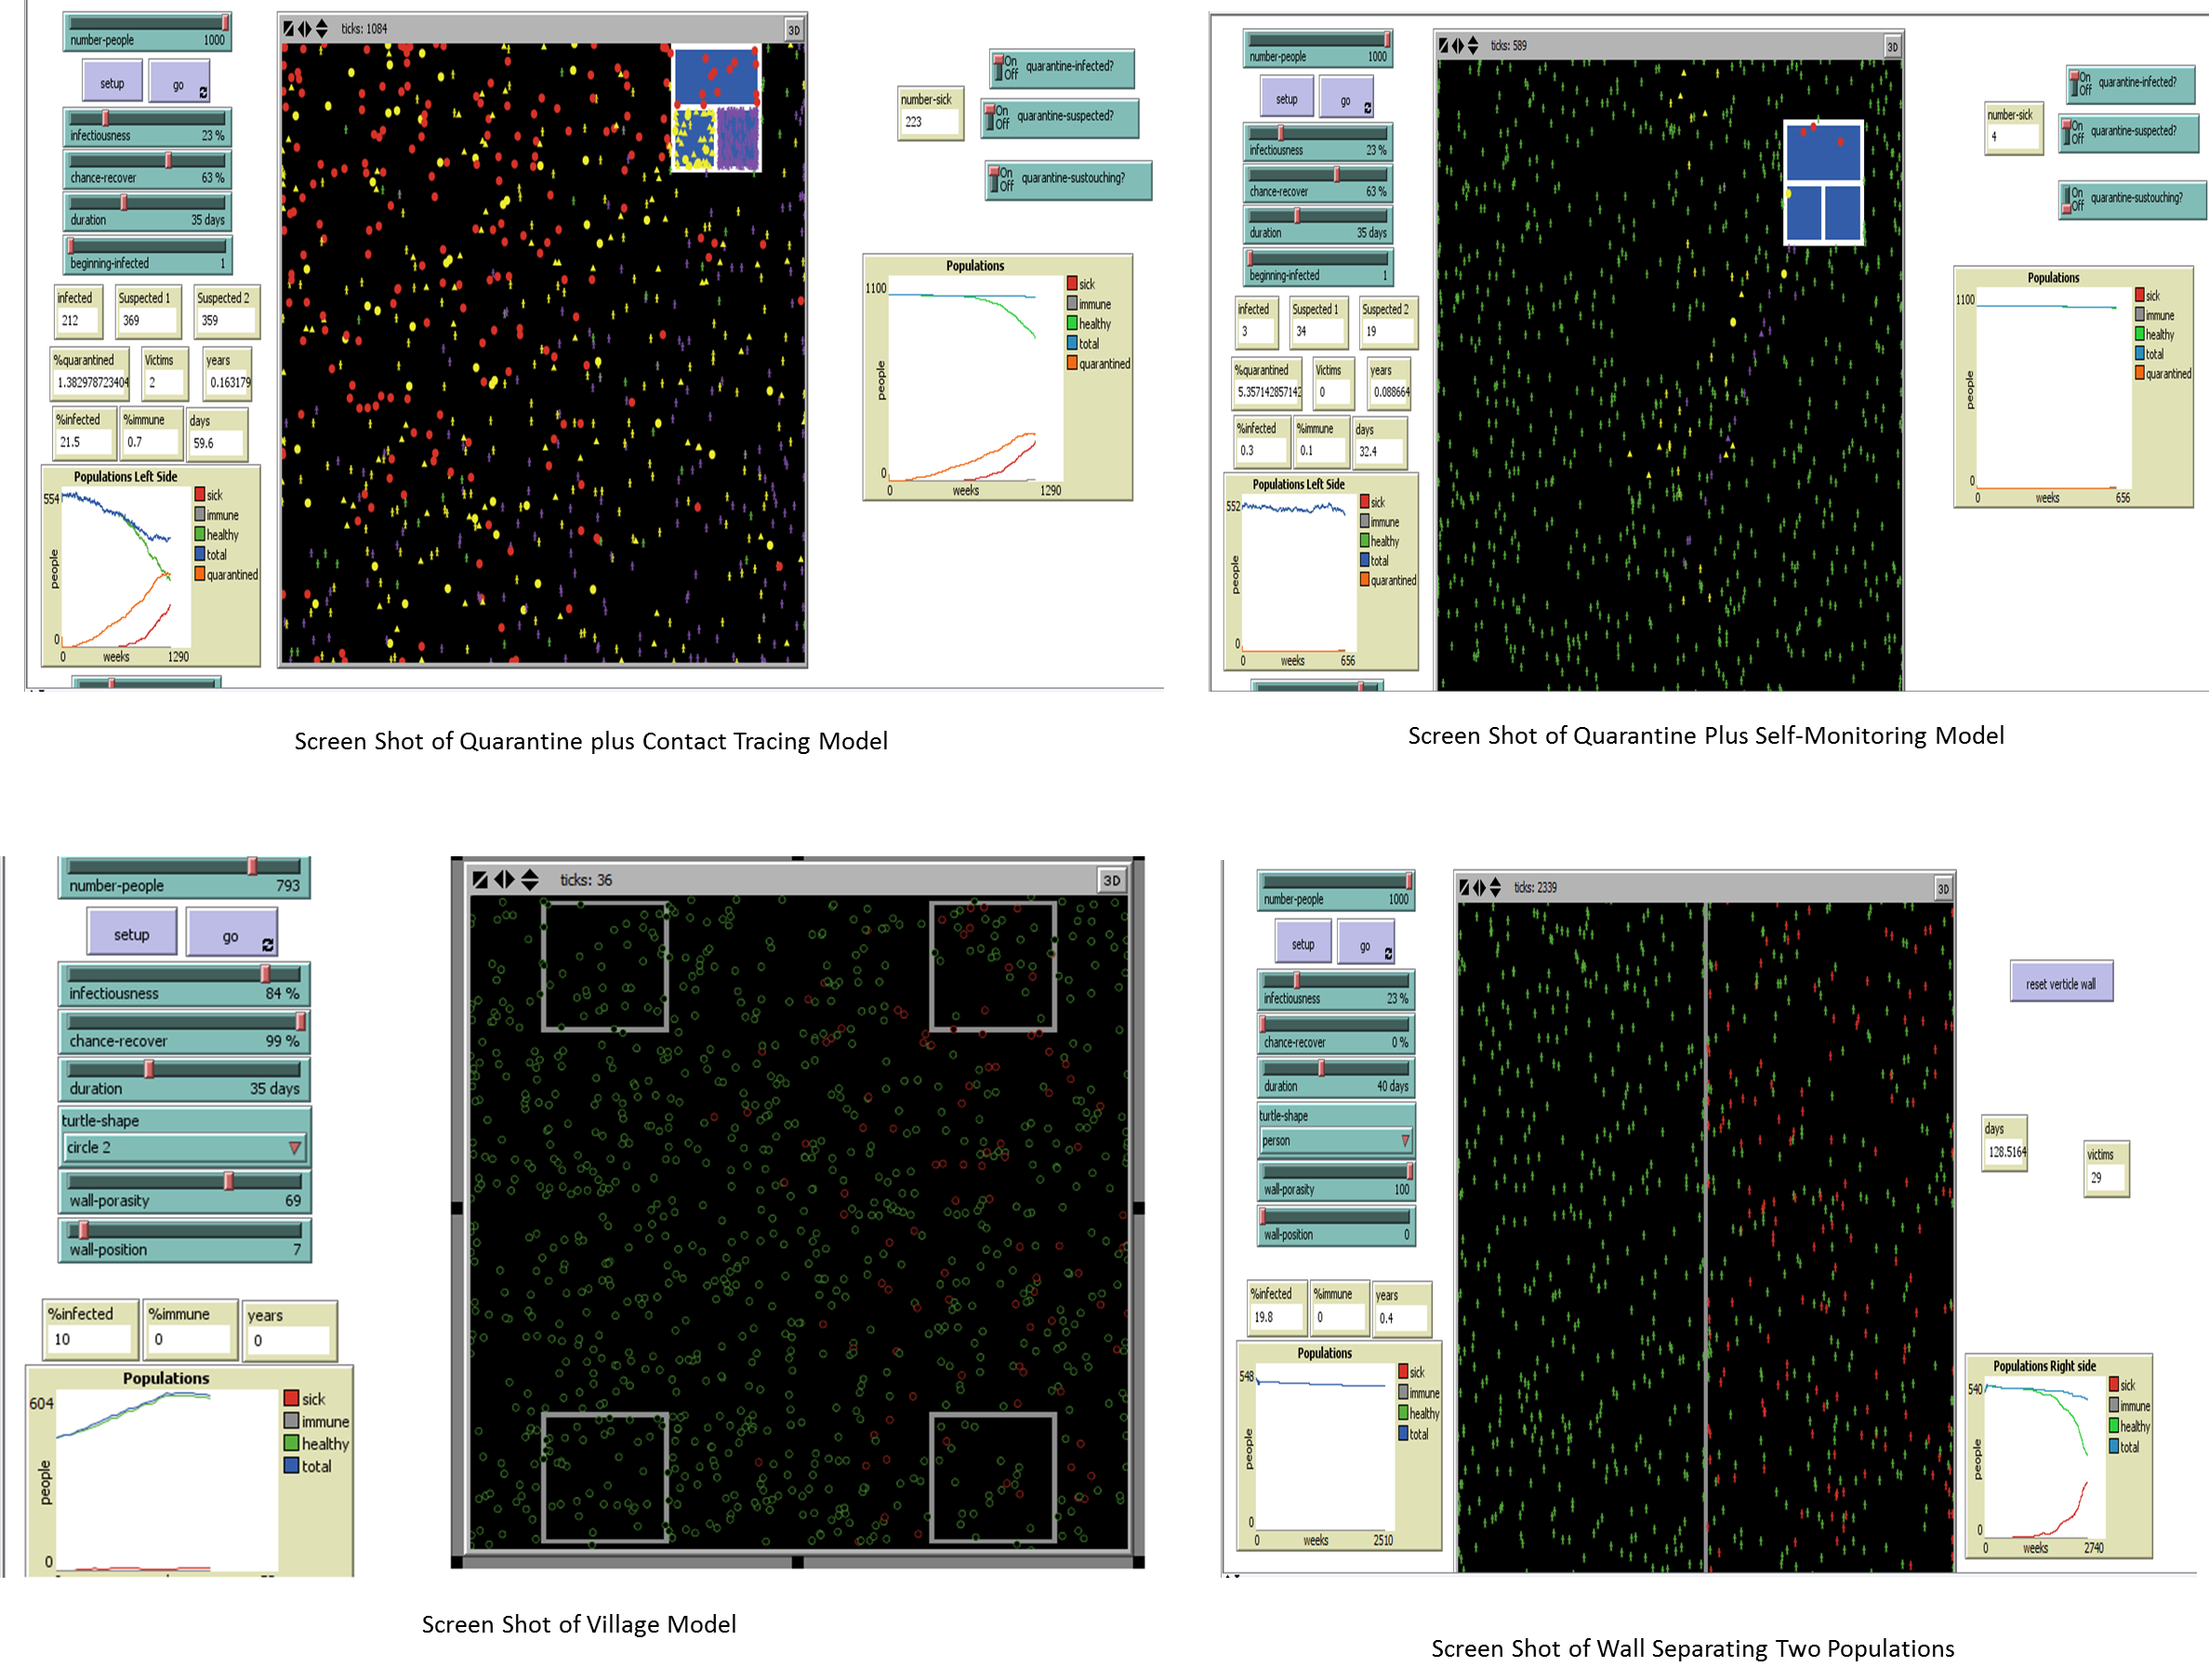 ticks: 1084
3D
number-people 1000
setup
go
infectiousness 23 %
chance-recover 63 %
duration 35 days
beginning-infected 1
infected
212
Suspected 1
369
Suspected 2
359
%quarantined
1.382978723404
Victims
2
years
0.163179
%infected
21.5
%immune
0.7
days
59.6
Populations Left Side
554
people
0
0
weeks
1290
sick
immune
healthy
total
quarantined
number-sick
223
On
Off
quarantine-infected?
On
Off
quarantine-suspected?
On
Off
quarantine-sustouching?
Populations
1100
people
0
0
weeks
1290
sick
immune
healthy
total
quarantined
Screen Shot of Quarantine plus Contact Tracing Model
ticks: 589
3D
number-people 1000
setup
go
infectiousness 23 %
chance-recover 63 %
duration 35 days
beginning-infected 1
infected
3
Suspected 1
34
Suspected 2
19
%quarantined
5.357142857142
Victims
0
years
0.088664
%infected
0.3
%immune
0.1
days
32.4
Populations Left Side
552
people
0
0
weeks
656
sick
immune
healthy
total
quarantined
number-sick
4
On
Off
quarantine-infected?
On
Off
quarantine-suspected?
On
Off
quarantine-sustouching?
Populations
1100
people
0
0
weeks
656
sick
immune
healthy
total
quarantined
Screen Shot of Quarantine Plus Self-Monitoring Model
number-people 793
setup
go
infectiousness 84 %
chance-recover 99 %
duration 35 days
turtle-shape
circle 2
wall-porasity 69
wall-position 7
%infected
10
%immune
0
years
0
Populations
604
people
0
sick
immune
healthy
total
ticks: 36
3D
Screen Shot of Village Model
number-people 1000
setup
go
infectiousness 23 %
chance-recover 0 %
duration 40 days
turtle-shape
person
wall-porasity 100
wall-position 0
%infected
19.8
%immune
0
years
0.4
Populations
548
people
0
0
weeks
2510
sick
immune
healthy
total
ticks: 2339
3D
reset verticle wall
days
128.5164
victims
29
Populations Right side
540
people
0
0
weeks
2740
sick
immune
healthy
total
Screen Shot of Wall Separating Two Populations